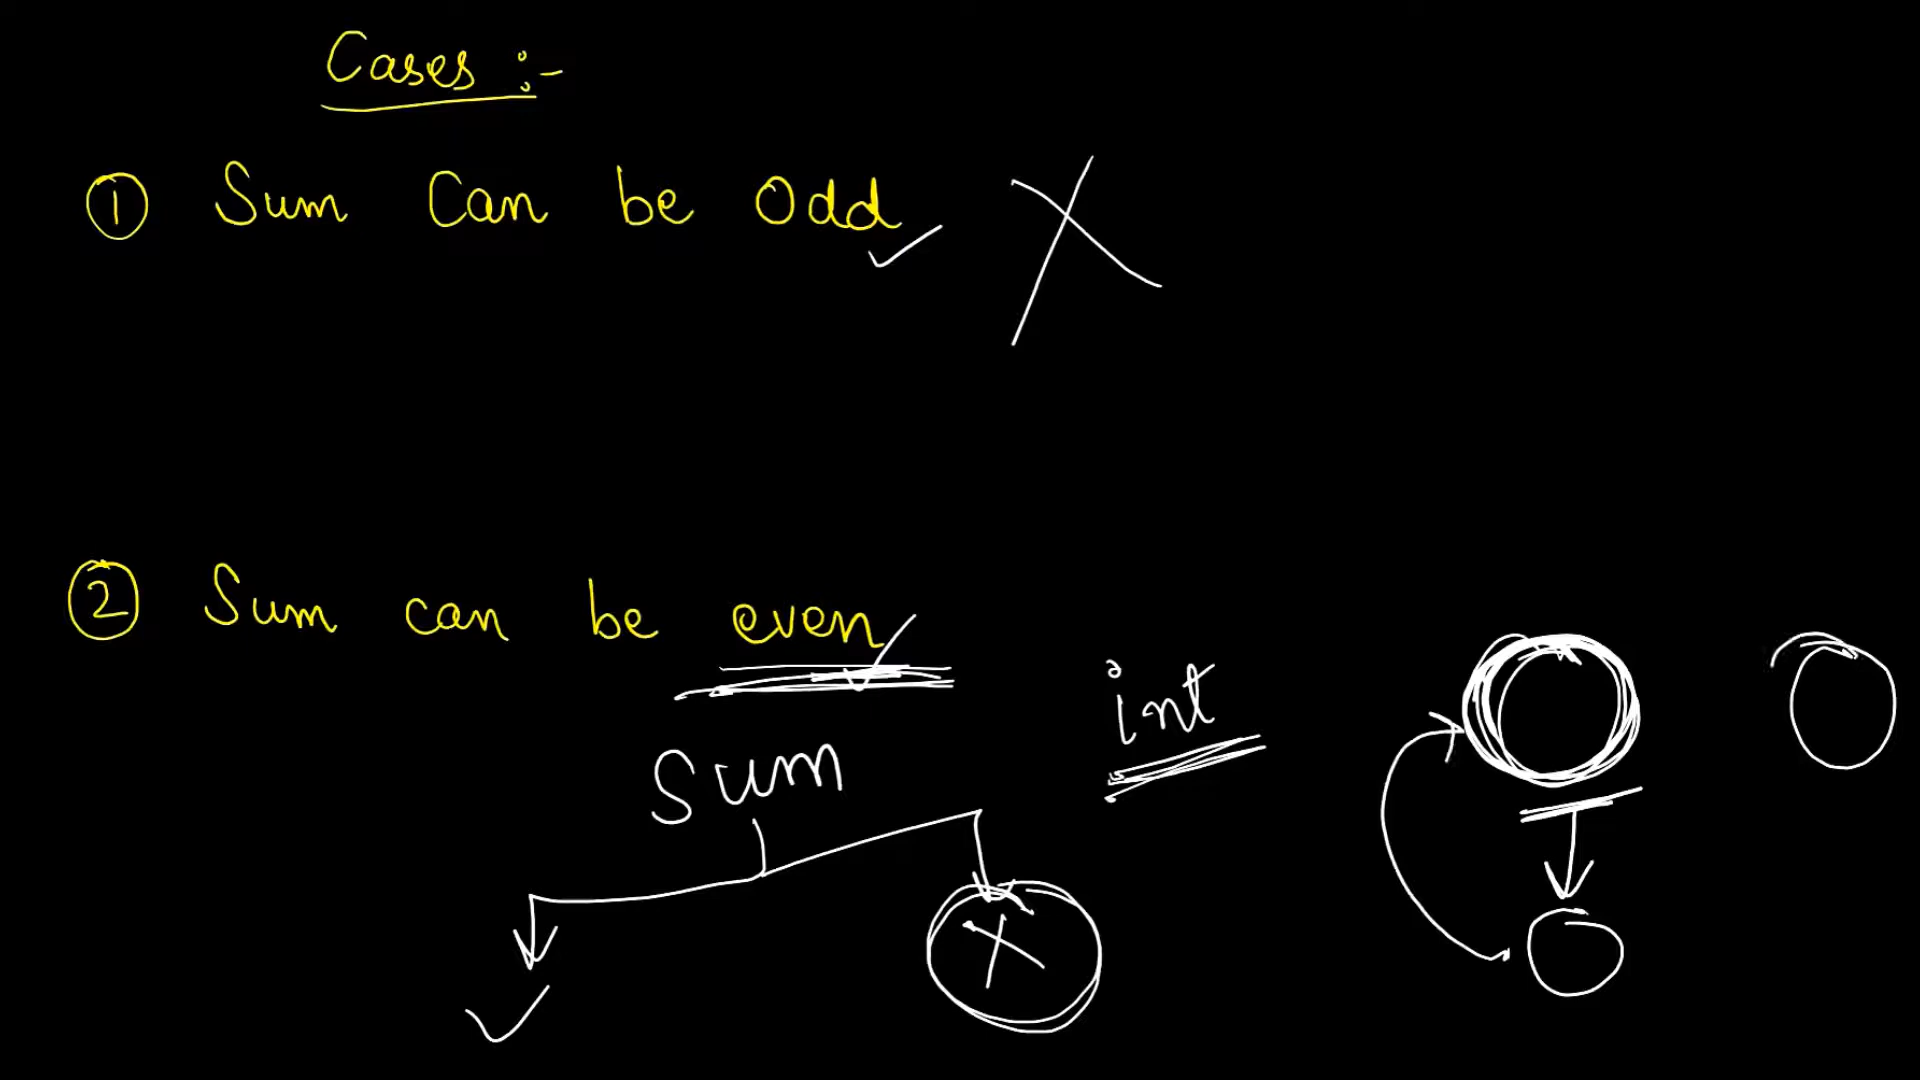 Cases :-
① Sum Can be Odd
② Sum can be even
int
Sum